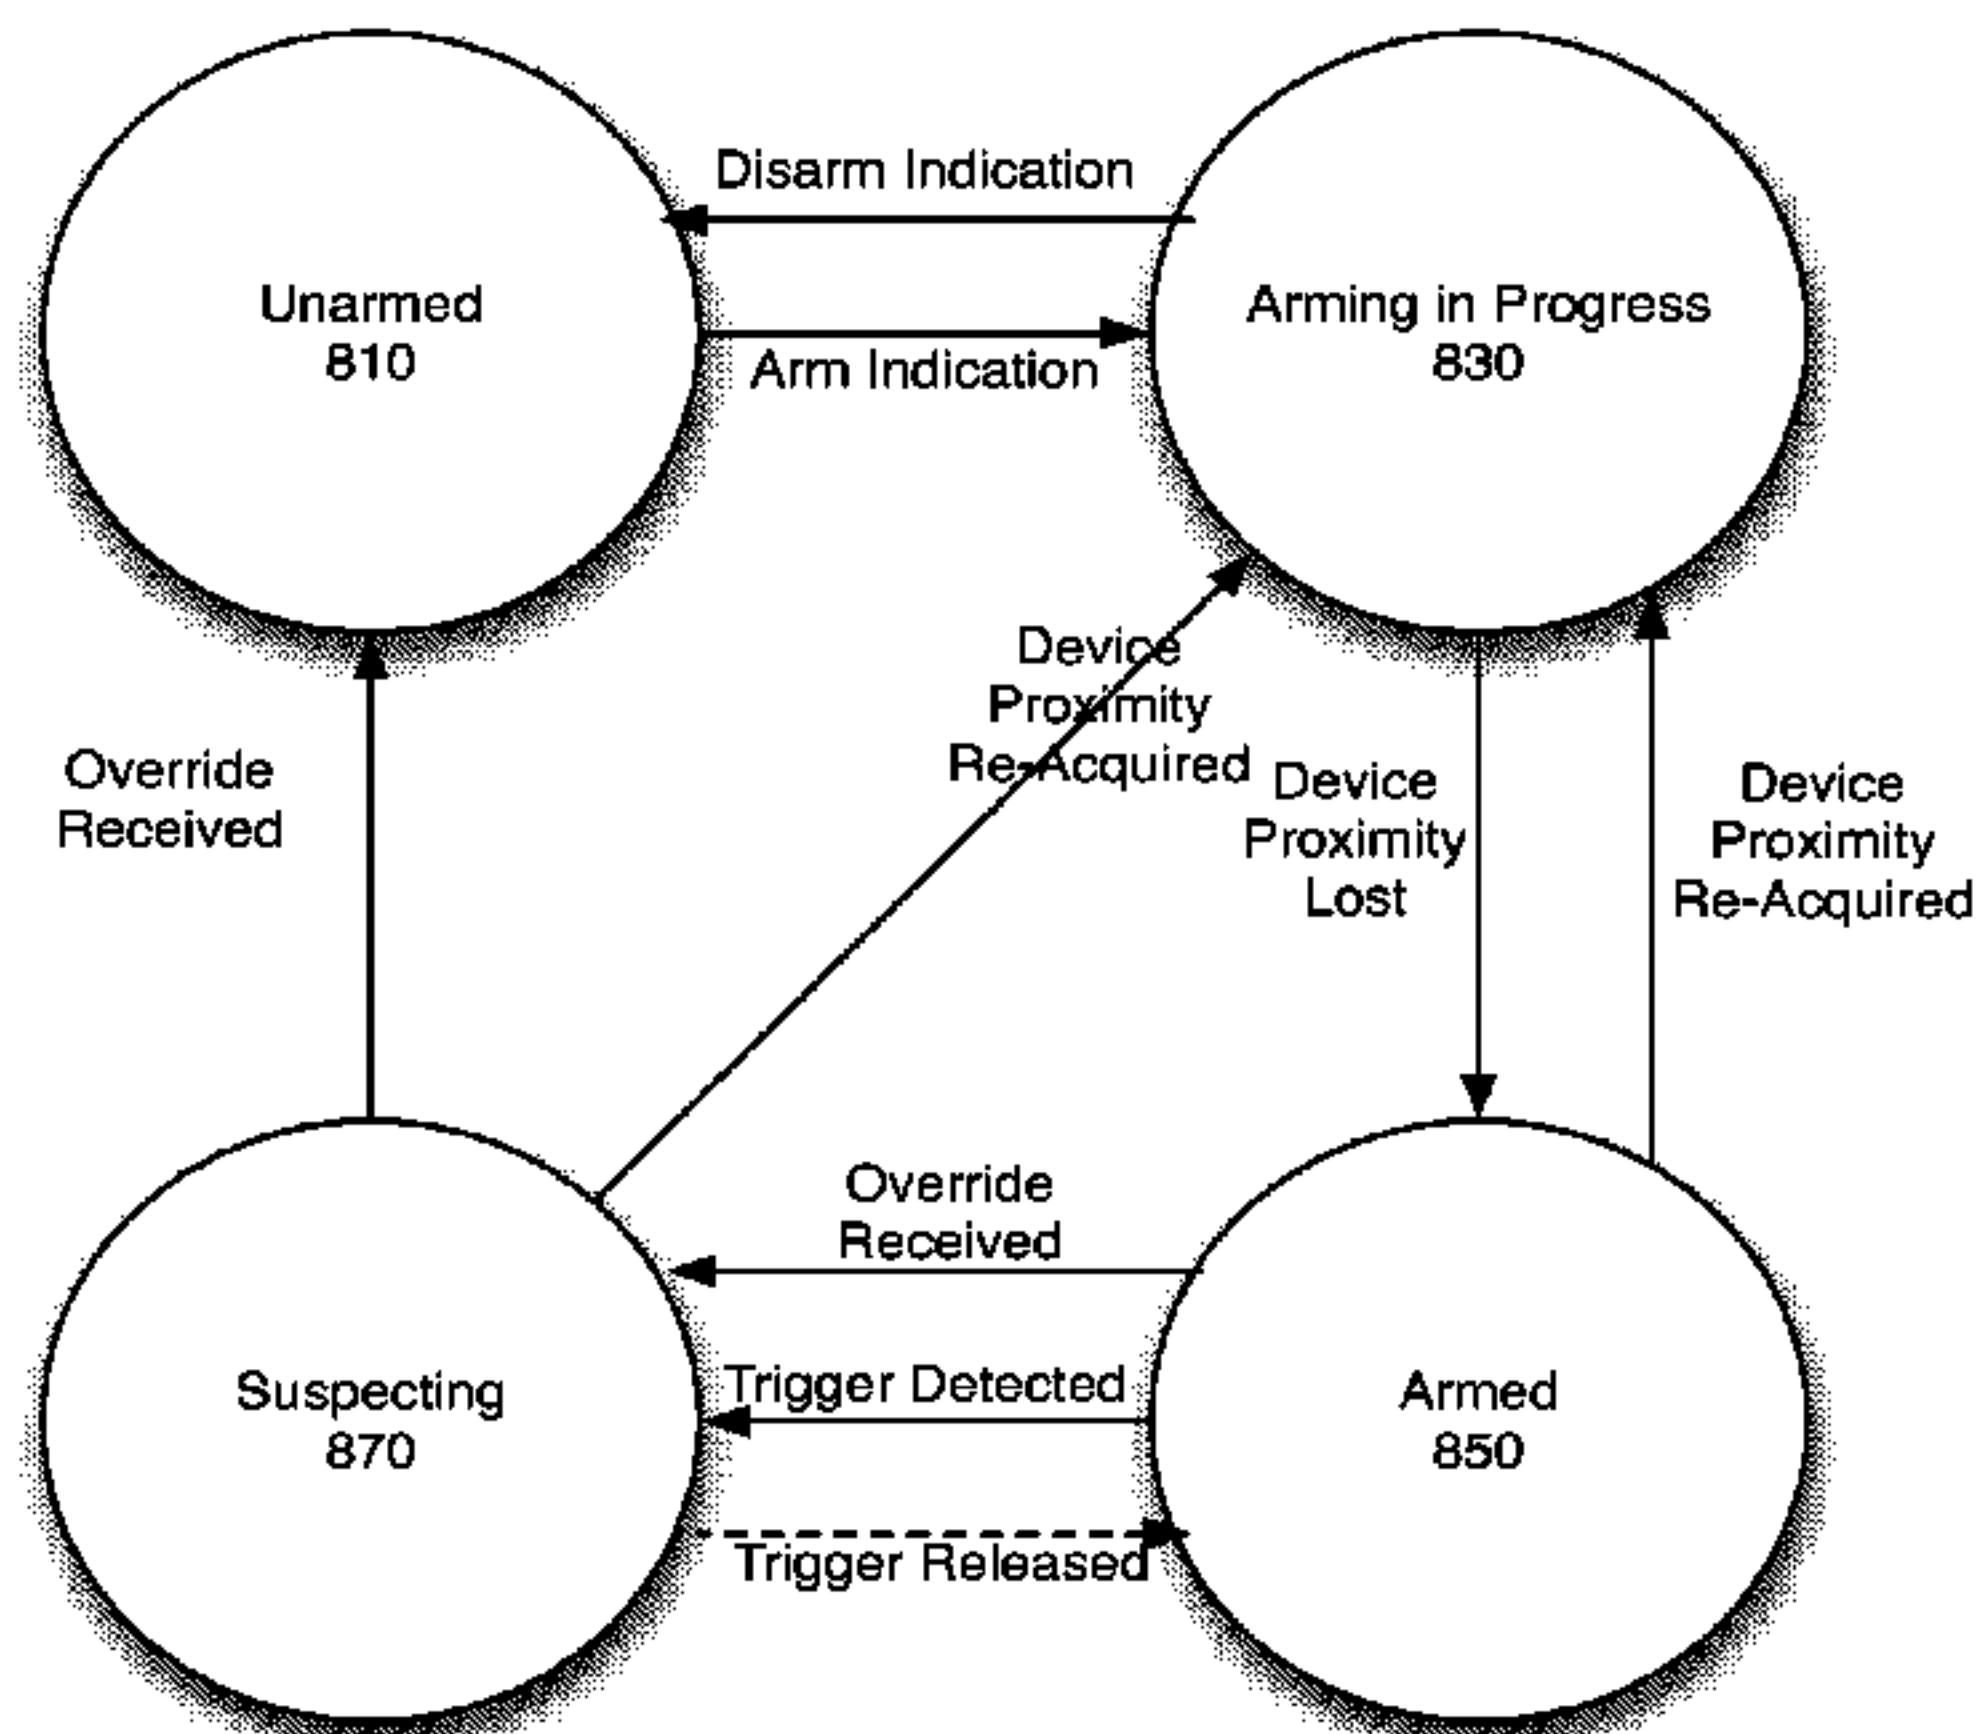 Disarm Indication
Unarmed
810
Arming in Progress
830
Arm Indication
Device
Proximity
Re-Acquired
Override
Received
Device
Proximity
Lost
Device
Proximity
Re-Acquired
Override
Received
Trigger Detected
Suspecting
870
Armed
850
Trigger Released